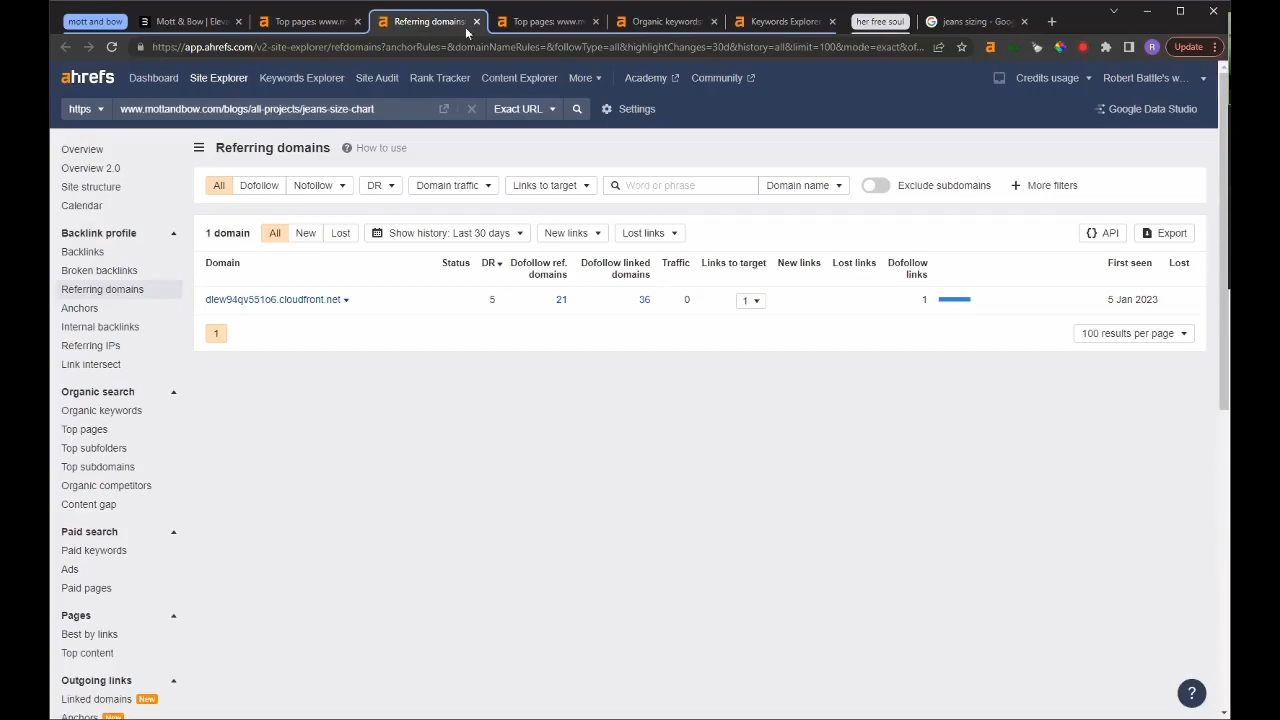 mott and bow
Mott & Bow | Elev
Top pages: www.m
Referring domains
Top pages: www.m
Organic keywords
Keywords Explorer
her free soul
jeans sizing - Goo
https://app.ahrefs.com/v2-site-explorer/refdomains?anchorRules=&domainNameRules=&followType=all&highlightChanges=30d&history=all&limit=100&mode=exact&of...
Update
ahrefs
Dashboard
Site Explorer
Keywords Explorer
Site Audit
Rank Tracker
Content Explorer
More
Academy
Community
Credits usage
Robert Battle's w...
https
www.mottandbow.com/blogs/all-projects/jeans-size-chart
Exact URL
Settings
Google Data Studio
Overview
Overview 2.0
Site structure
Calendar
Backlink profile
Backlinks
Broken backlinks
Referring domains
Anchors
Internal backlinks
Referring IPs
Link intersect
Organic search
Organic keywords
Top pages
Top subfolders
Top subdomains
Organic competitors
Content gap
Paid search
Paid keywords
Ads
Paid pages
Pages
Best by links
Top content
Outgoing links
Linked domains New
Anchors New
Referring domains
How to use
All
Dofollow
Nofollow
DR
Domain traffic
Links to target
Word or phrase
Domain name
Exclude subdomains
More filters
1 domain
All
New
Lost
Show history: Last 30 days
New links
Lost links
API
Export
Domain
Status
DR
Dofollow ref. domains
Dofollow linked domains
Traffic
Links to target
New links
Lost links
Dofollow links
First seen
Lost
dlew94qv551o6.cloudfront.net
5
21
36
0
1
1
5 Jan 2023
1
100 results per page
?